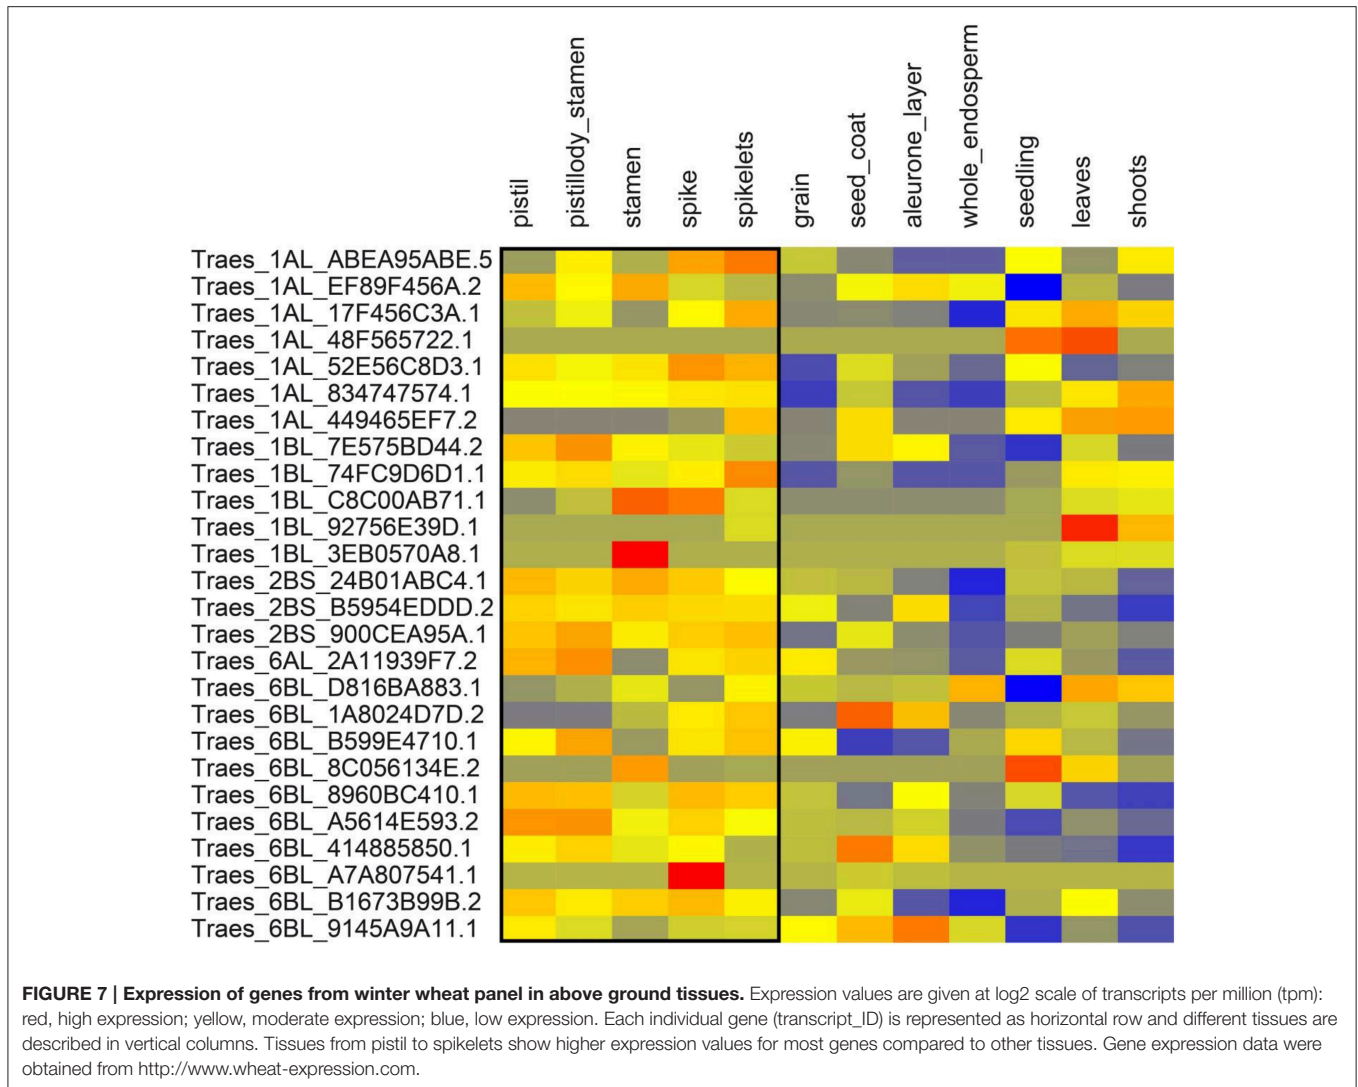 pistil
pistillody_stamen
stamen
spike
spikelets
grain
seed_coat
aleurone_layer
whole_endosperm
seedling
leaves
shoots
Traes_1AL_ABEA95ABE.5
Traes_1AL_EF89F456A.2
Traes_1AL_17F456C3A.1
Traes_1AL_48F565722.1
Traes_1AL_52E56C8D3.1
Traes_1AL_834747574.1
Traes_1AL_449465EF7.2
Traes_1BL_7E575BD44.2
Traes_1BL_74FC9D6D1.1
Traes_1BL_C8C00AB71.1
Traes_1BL_92756E39D.1
Traes_1BL_3EB0570A8.1
Traes_2BS_24B01ABC4.1
Traes_2BS_B5954EDDD.2
Traes_2BS_900CEA95A.1
Traes_6AL_2A11939F7.2
Traes_6BL_D816BA883.1
Traes_6BL_1A8024D7D.2
Traes_6BL_B599E4710.1
Traes_6BL_8C056134E.2
Traes_6BL_8960BC410.1
Traes_6BL_A5614E593.2
Traes_6BL_414885850.1
Traes_6BL_A7A807541.1
Traes_6BL_B1673B99B.2
Traes_6BL_9145A9A11.1
FIGURE 7 | Expression of genes from winter wheat panel in above ground tissues. Expression values are given at log2 scale of transcripts per million (tpm):
red, high expression; yellow, moderate expression; blue, low expression. Each individual gene (transcript_ID) is represented as horizontal row and different tissues are
described in vertical columns. Tissues from pistil to spikelets show higher expression values for most genes compared to other tissues. Gene expression data were
obtained from http://www.wheat-expression.com.